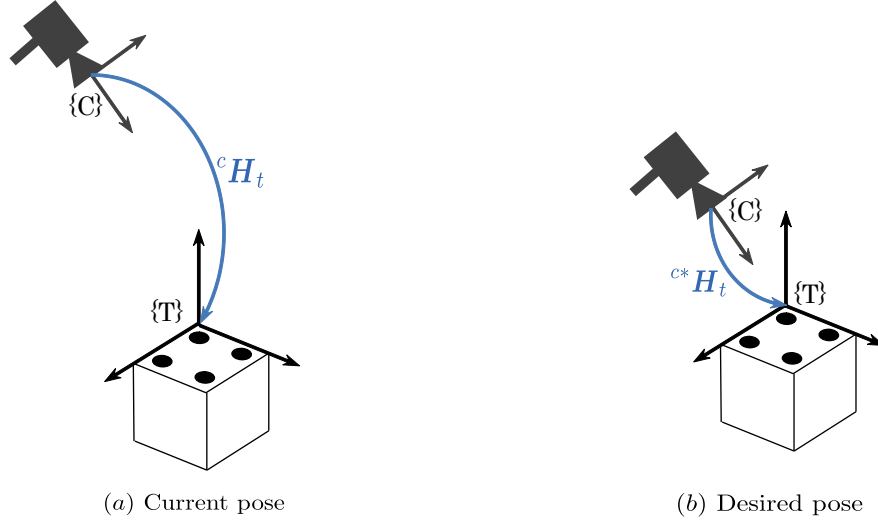 {C}
{C}
ᶜHₜ
ᶜ*Hₜ
{T}
{T}
(a) Current pose
(b) Desired pose